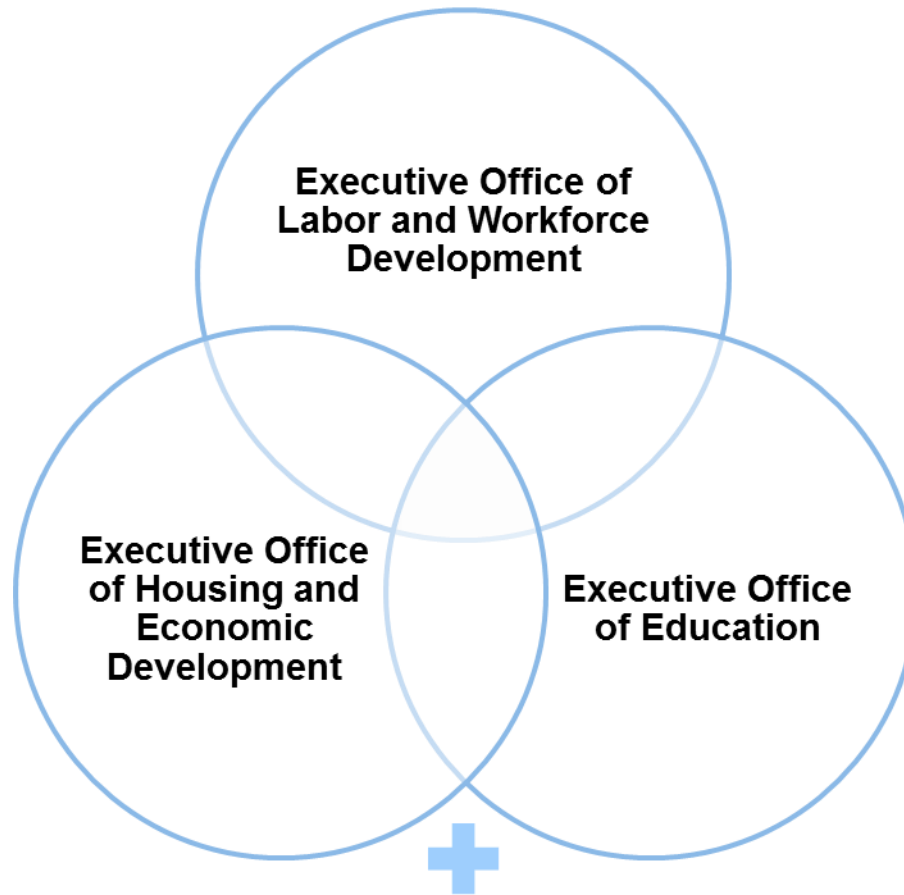 Executive Office of
Labor and Workforce
Development
Executive Office
of Housing and
Economic
Development
Executive Office
of Education